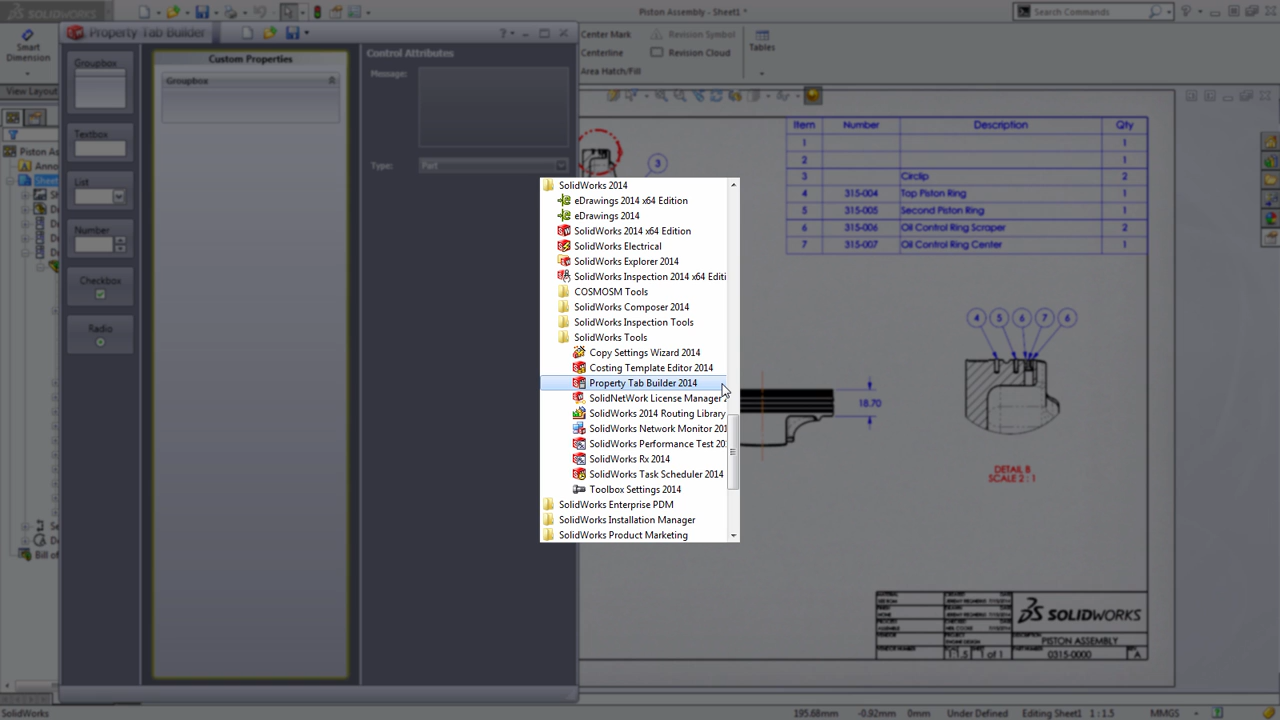 SOLIDWORKS
Piston Assembly - Sheet1 *
Search Commands
Smart
Dimension
Property Tab Builder
Center Mark
Revision Symbol
Tables
Centerline
Revision Cloud
Area Hatch/Fill
View Layout
Groupbox
Textbox
List
Number
Checkbox
Radio
Custom Properties
Groupbox
Control Attributes
Message:
Type:
Part
Piston As
Anno
Sheet
Bill of
SolidWorks 2014
eDrawings 2014 x64 Edition
eDrawings 2014
SolidWorks 2014 x64 Edition
SolidWorks Electrical
SolidWorks Explorer 2014
SolidWorks Inspection 2014 x64 Editi
COSMOSM Tools
SolidWorks Composer 2014
SolidWorks Inspection Tools
SolidWorks Tools
Copy Settings Wizard 2014
Costing Template Editor 2014
Property Tab Builder 2014
SolidNetWork License Manager 2
SolidWorks 2014 Routing Library
SolidWorks Network Monitor 201
SolidWorks Performance Test 20
SolidWorks Rx 2014
SolidWorks Task Scheduler 2014
Toolbox Settings 2014
SolidWorks Enterprise PDM
SolidWorks Installation Manager
SolidWorks Product Marketing
Item Number Description Qty
1 1
2 1
3 Circlip 2
4 315-004 Top Piston Ring 1
5 315-005 Second Piston Ring 1
6 315-006 Oil Control Ring Scraper 2
7 315-007 Oil Control Ring Center 1
3
4 5 6 7 6
18.70
DETAIL B
SCALE 2 : 1
SOLIDWORKS
PISTON ASSEMBLY
1:1.5 1 of 1 0315-0000 A
SolidWorks
195.68mm -0.92mm 0mm Under Defined Editing Sheet1 1 : 1.5 MMGS